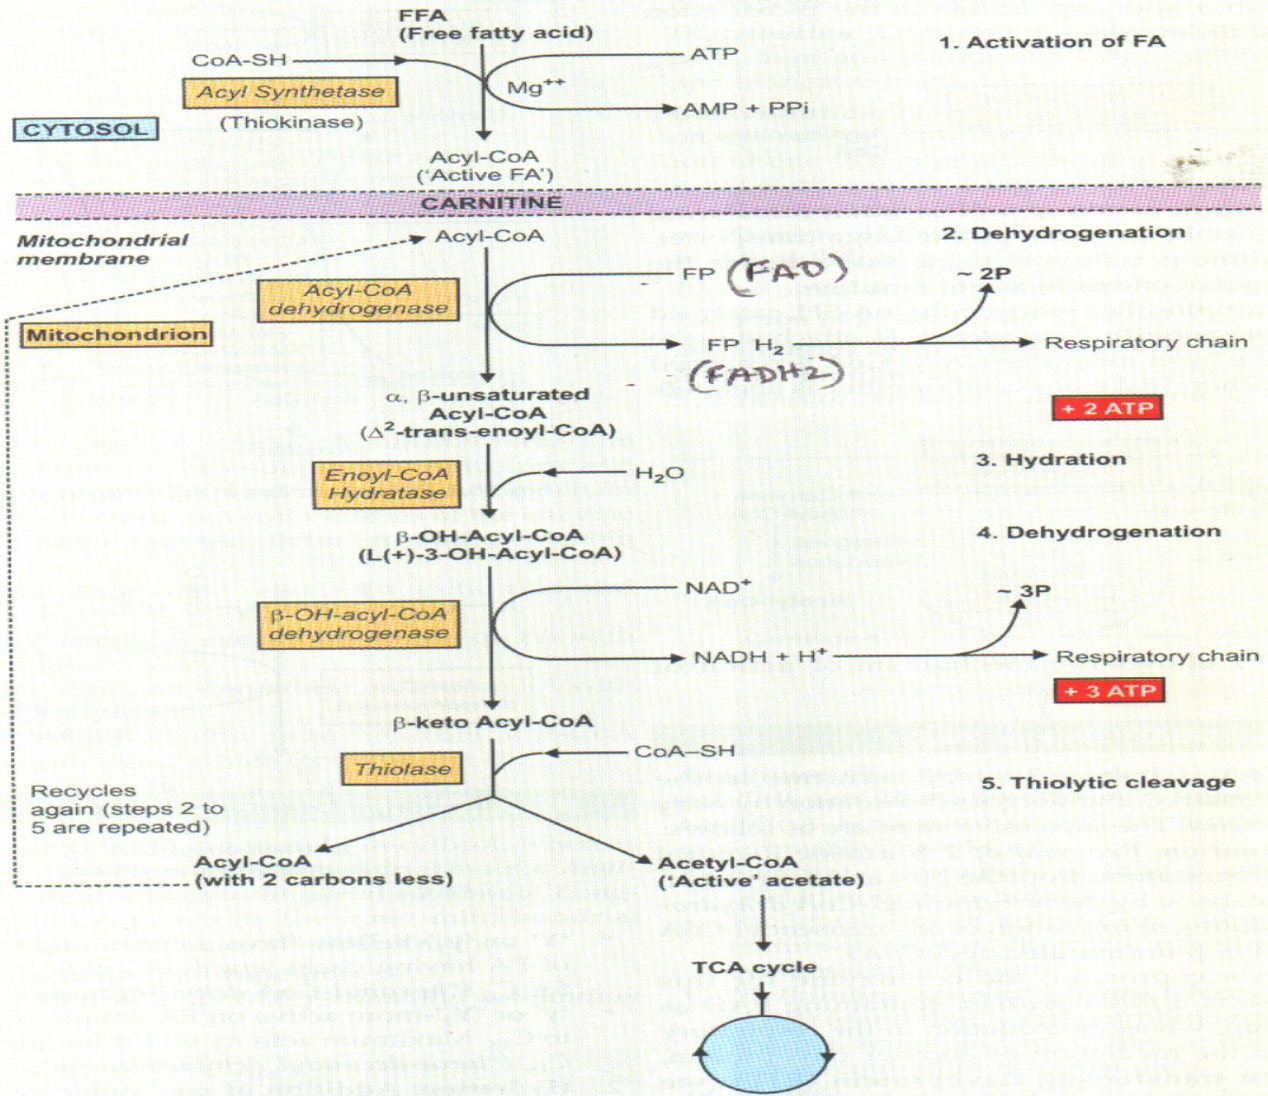 FFA
(Free fatty acid)
1. Activation of FA
CoA-SH
ATP
Acyl Synthetase
Mg++
AMP + PPi
(Thiokinase)
CYTOSOL
Acyl-CoA
('Active FA')
CARNITINE
Mitochondrial
membrane
Acyl-CoA
2. Dehydrogenation
FP (FAD)
~ 2P
Acyl-CoA
dehydrogenase
Mitochondrion
FP H2
Respiratory chain
(FADH2)
α, β-unsaturated
Acyl-CoA
(Δ2-trans-enoyl-CoA)
+ 2 ATP
3. Hydration
Enoyl-CoA
Hydratase
H2O
β-OH-Acyl-CoA
(L(+)-3-OH-Acyl-CoA)
4. Dehydrogenation
NAD+
~ 3P
β-OH-acyl-CoA
dehydrogenase
NADH + H+
Respiratory chain
+ 3 ATP
β-keto Acyl-CoA
CoA-SH
Thiolase
5. Thiolytic cleavage
Recycles
again (steps 2 to
5 are repeated)
Acyl-CoA
(with 2 carbons less)
Acetyl-CoA
('Active' acetate)
TCA cycle